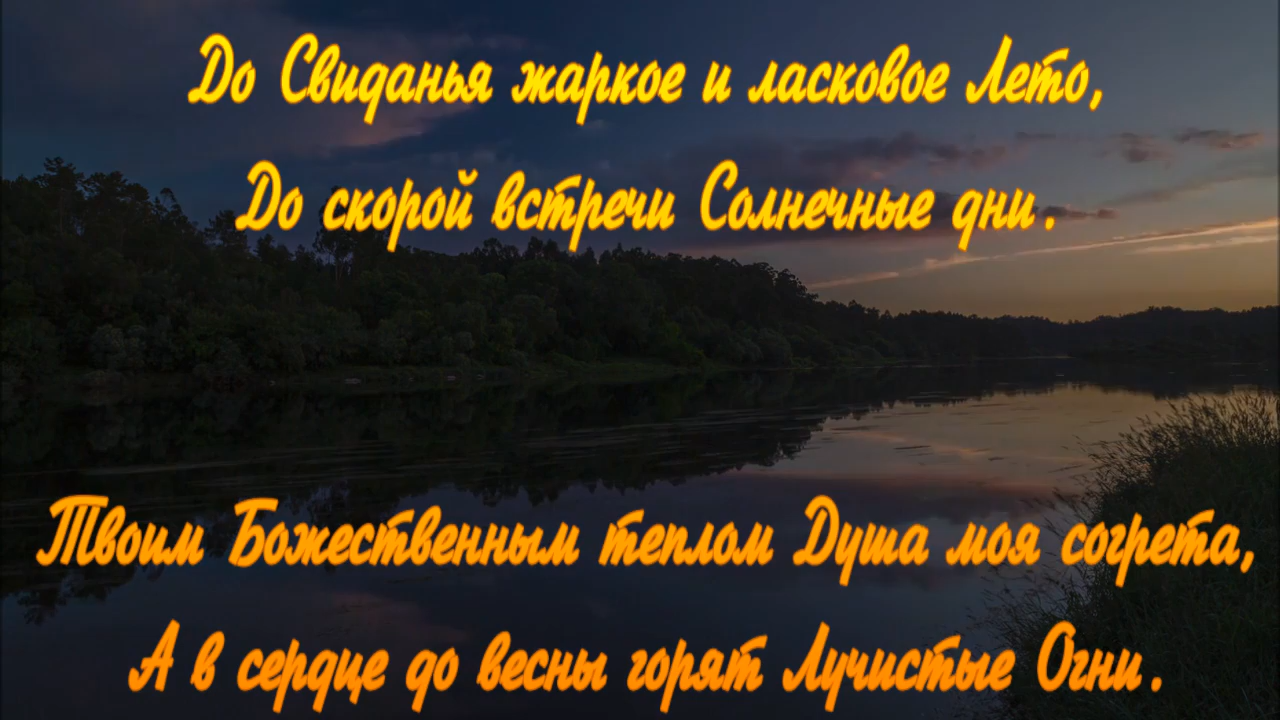 До Свиданья жаркое и ласковое Лето,
До скорой встречи Солнечные дни.
Твоим Божественным теплом Душа моя согрета,
А в сердце до весны горят Лучистые Огни.